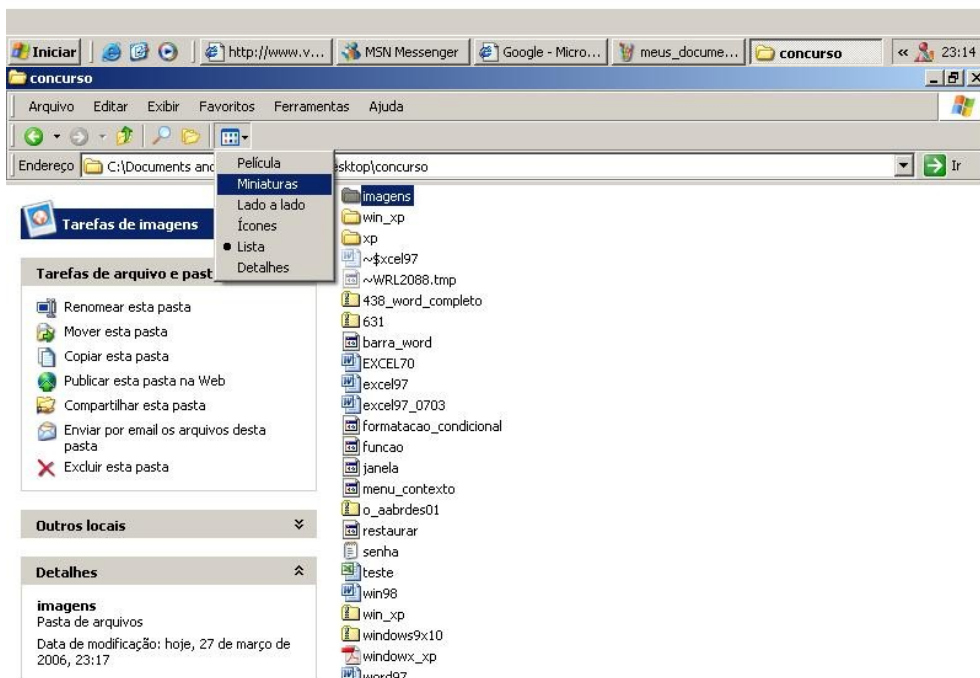 Iniciar http://www.v... MSN Messenger Google - Micro... meus_docume... concurso « 23:14
concurso
Arquivo Editar Exibir Favoritos Ferramentas Ajuda
Endereço C:\Documents and sktop\concurso Ir
Película
Miniaturas
Lado a lado
Ícones
Lista
Detalhes
Tarefas de imagens
Tarefas de arquivo e past
Renomear esta pasta
Mover esta pasta
Copiar esta pasta
Publicar esta pasta na Web
Compartilhar esta pasta
Enviar por email os arquivos desta
pasta
Excluir esta pasta
Outros locais
Detalhes
imagens
Pasta de arquivos
Data de modificação: hoje, 27 de março de
2006, 23:17
imagens
win_xp
xp
~$xcel97
~WRL2088.tmp
438_word_completo
631
barra_word
EXCEL70
excel97
excel97_0703
formatacao_condicional
funcao
janela
menu_contexto
o_aabrdes01
restaurar
senha
teste
win98
win_xp
windows9x10
windowx_xp
word97